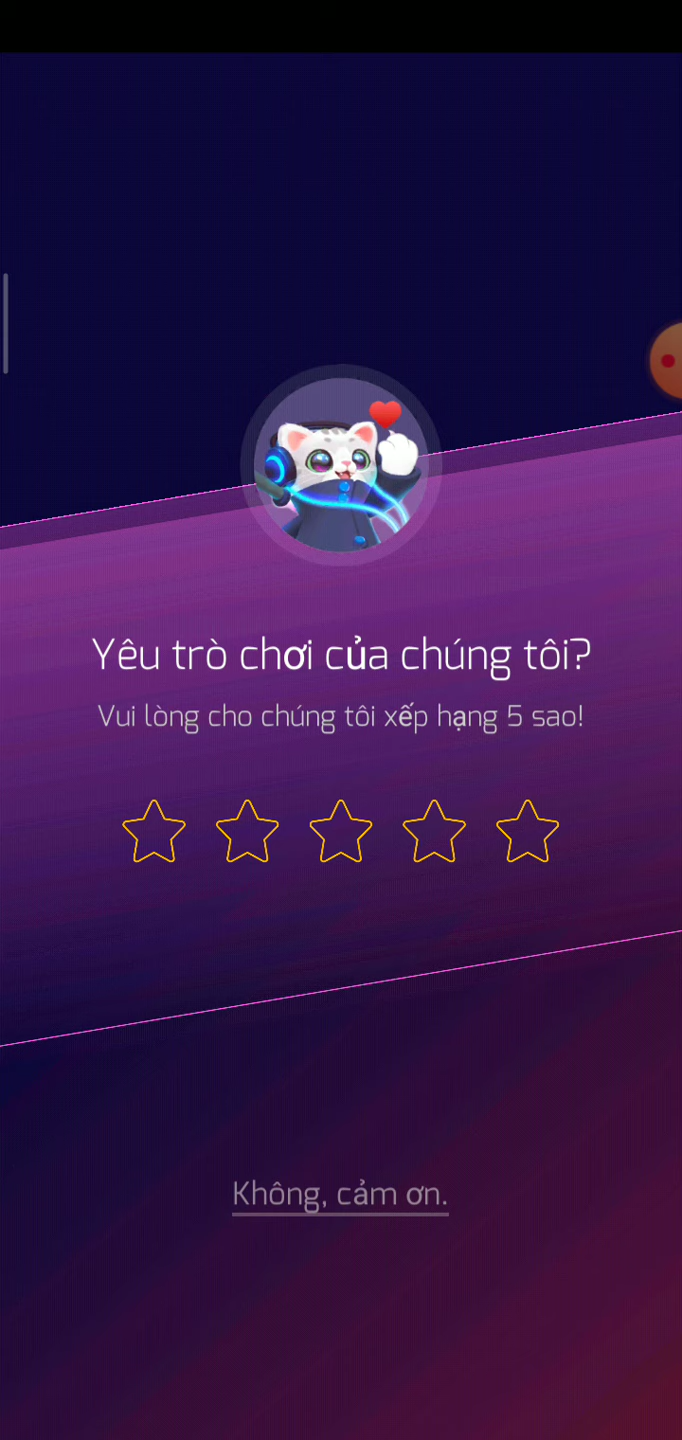 Yêu trò chơi của chúng tôi?
Vui lòng cho chúng tôi xếp hạng 5 sao!
Không, cảm ơn.